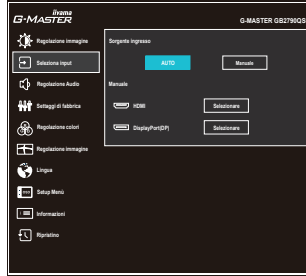 iiyama
G-MASTER
G-MASTER GB2790QS
Regolazione immagine
Sorgente ingresso
Seleziona input
AUTO
Manuale
Regolazione Audio
Manuale
Settaggi di fabbrica
HDMI
Selezionare
Regolazione colori
DisplayPort(DP)
Selezionare
Regolazione immagine
Lingua
Setup Menù
Informazioni
Ripristino